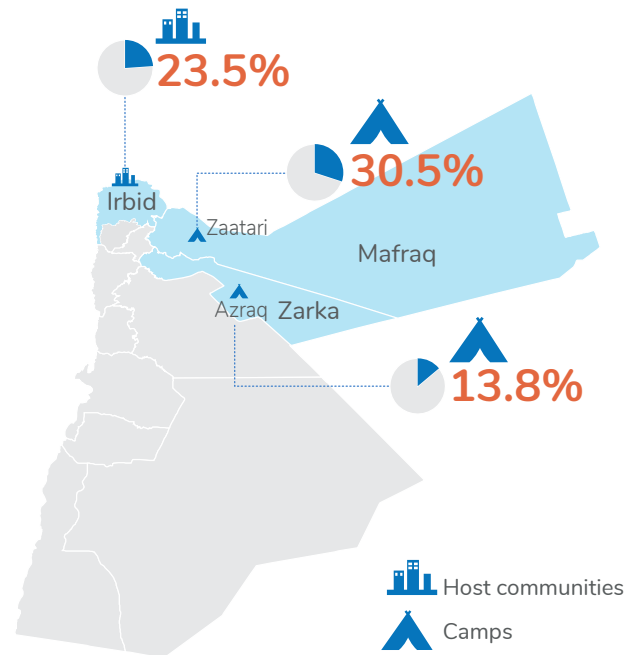 23.5%
30.5%
Irbid
Zaatari
Mafraq
Azraq
Zarka
13.8%
Host communities
Camps